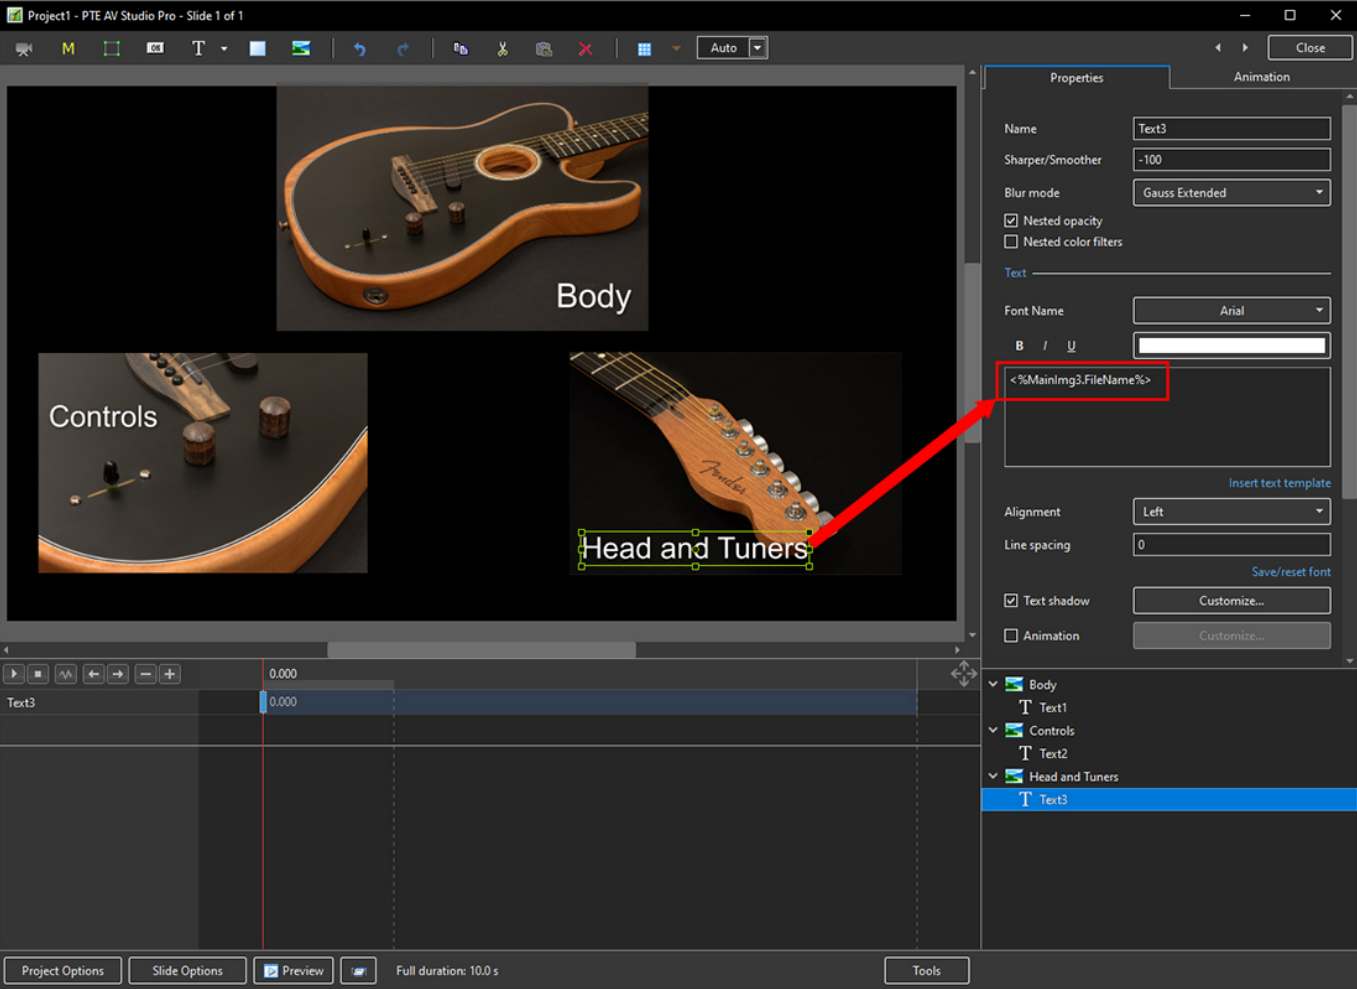 Project1 - PTE AV Studio Pro - Slide 1 of 1
M
OK
T
Auto
Close
Properties
Animation
Name
Text3
Sharper/Smoother
-100
Blur mode
Gauss Extended
Nested opacity
Nested color filters
Text
Font Name
Arial
B I U
<%MainImg3.FileName%>
Insert text template
Alignment
Left
Line spacing
0
Save/reset font
Text shadow
Customize...
Animation
Customize...
Body
Controls
Fender
Head and Tuners
0.000
Text3
0.000
Body
T Text1
Controls
T Text2
Head and Tuners
T Text3
Project Options
Slide Options
Preview
Full duration: 10.0 s
Tools